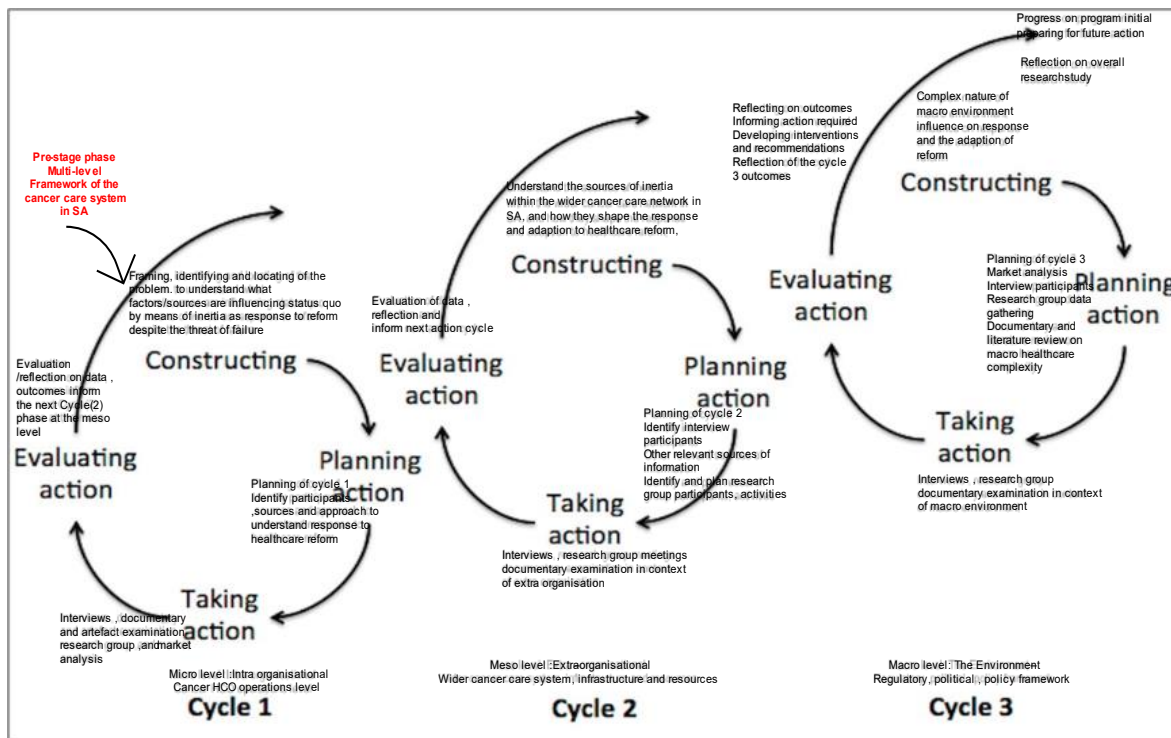 Pre-stage phase
Multi-level
Framework of the
cancer care system
in SA
Framing, identifying and locating of the
problem. to understand what
factors/sources are influencing status quo
by means of inertia as response to reform
despite the threat of failure
Constructing
Evaluation
/reflection on data ,
outcomes inform
the next Cycle(2)
phase at the meso
level
Evaluating
action
Planning
action
Planning of cycle 1
Identify participants
,sources and approach to
understand response to
healthcare reform
Taking
action
Interviews , documentary
and artefact examination,
research group ,andmarket
analysis
Micro level :Intra organisational
Cancer HCO operations level
Cycle 1
Understand the sources of inertia
within the wider cancer care network in
SA, and how they shape the response
and adaption to healthcare reform,
Constructing
Evaluation of data ,
reflection and
inform next action cycle
Evaluating
action
Planning
action
Planning of cycle 2
Identify interview
participants
Other relevant sources of
information
Identify and plan research
group participants, activities
Taking
action
Interviews , research group meetings
documentary examination in context
of extra organisation
Meso level :Extra-organisational
Wider cancer care system, infrastructure and resources
Cycle 2
Progress on program initial
preparing for future action
Reflection on overall
researchstudy
Reflecting on outcomes
Informing action required
Developing interventions
and recommendations
Reflection of the cycle
3 outcomes
Complex nature of
macro environment
influence on response
and the adaption of
reform
Constructing
Evaluating
action
Planning of cycle 3
Market analysis
Interview participants
Research group data
gathering
Documentary and
literature review on
macro healthcare
complexity
Planning
action
Taking
action
Interviews , research group
documentary examination in context
of macro environment
Macro level: The Environment
Regulatory, political , policy framework
Cycle 3